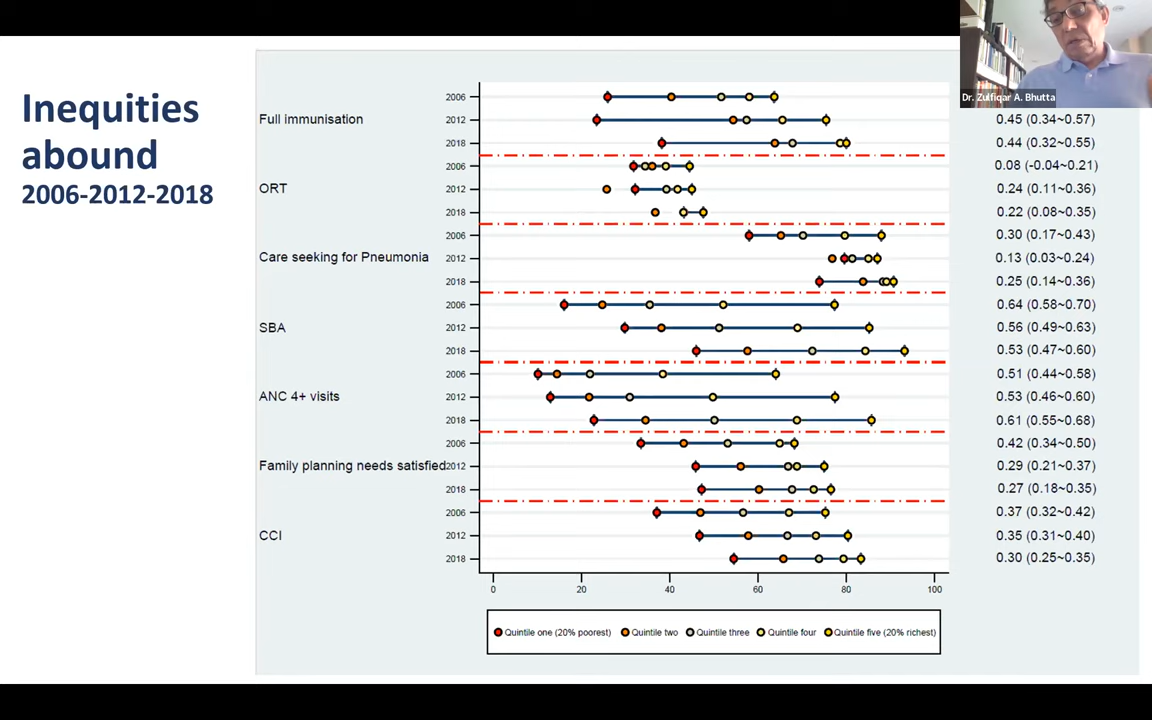 Inequities
abound
2006-2012-2018
Dr. Zulfiqar A. Bhutta
2006
Full immunisation 2012 0.45 (0.34~0.57)
2018 0.44 (0.32~0.55)
2006 0.08 (-0.04~0.21)
ORT 2012 0.24 (0.11~0.36)
2018 0.22 (0.08~0.35)
2006 0.30 (0.17~0.43)
Care seeking for Pneumonia 2012 0.13 (0.03~0.24)
2018 0.25 (0.14~0.36)
2006 0.64 (0.58~0.70)
SBA 2012 0.56 (0.49~0.63)
2018 0.53 (0.47~0.60)
2006 0.51 (0.44~0.58)
ANC 4+ visits 2012 0.53 (0.46~0.60)
2018 0.61 (0.55~0.68)
2006 0.42 (0.34~0.50)
Family planning needs satisfied 2012 0.29 (0.21~0.37)
2018 0.27 (0.18~0.35)
2006 0.37 (0.32~0.42)
CCI 2012 0.35 (0.31~0.40)
2018 0.30 (0.25~0.35)
0 20 40 60 80 100
Quintile one (20% poorest) Quintile two Quintile three Quintile four Quintile five (20% richest)